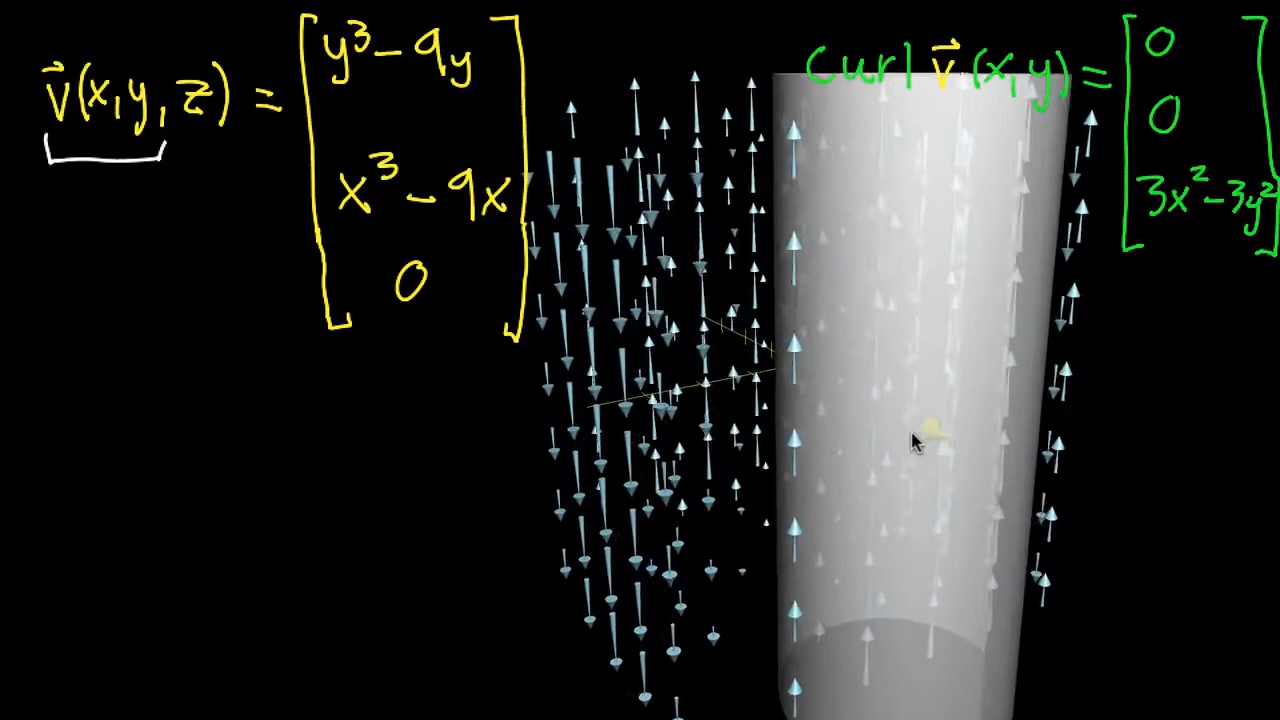 v⃗(x,y,z) = [y³ - 9y
x³ - 9x
0]
Curl v⃗(x,y) = [0
0
3x² - 3y²]